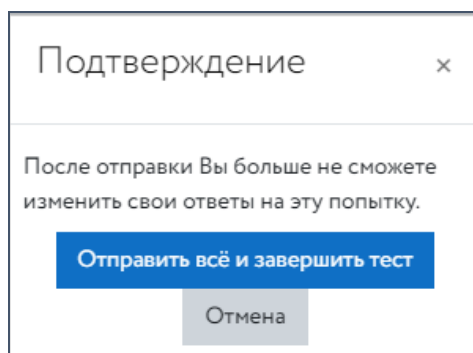 Подтверждение ×
После отправки Вы больше не сможете
изменить свои ответы на эту попытку.
Отправить всё и завершить тест
Отмена